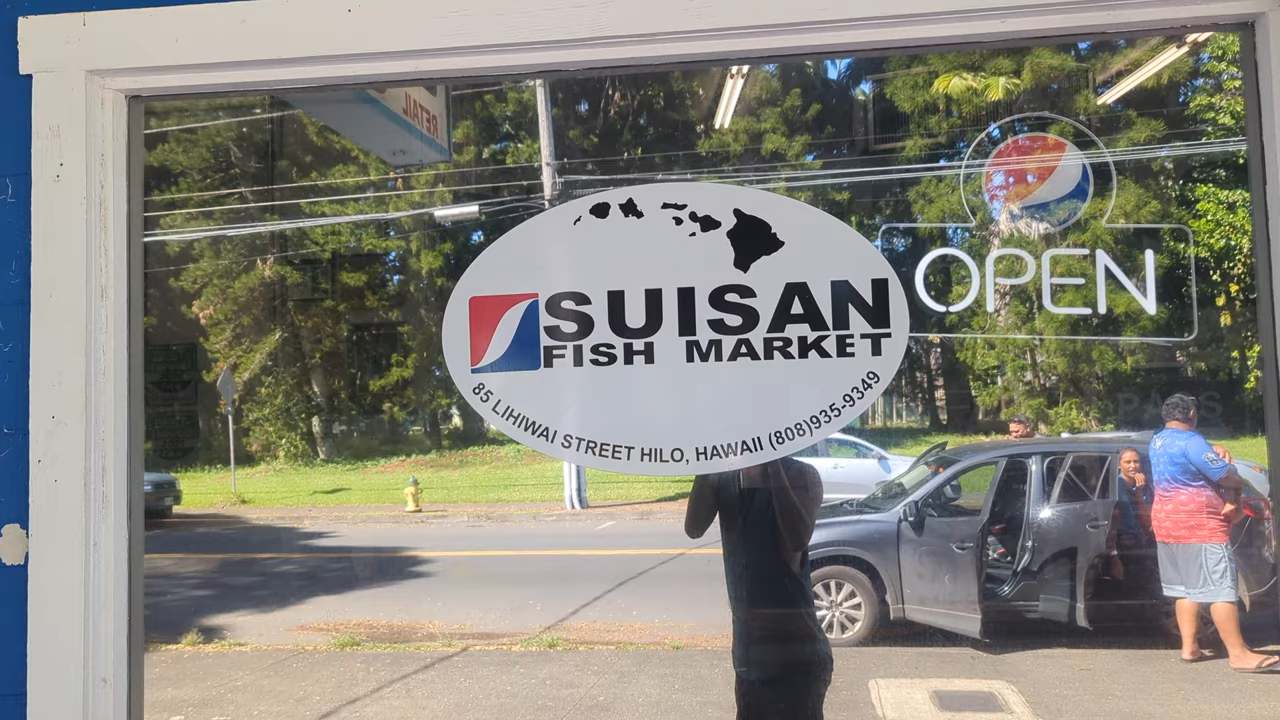 RETAIL
OPEN
SUISAN
FISH MARKET
85 LIHIWAI STREET HILO, HAWAII (808)935-9349